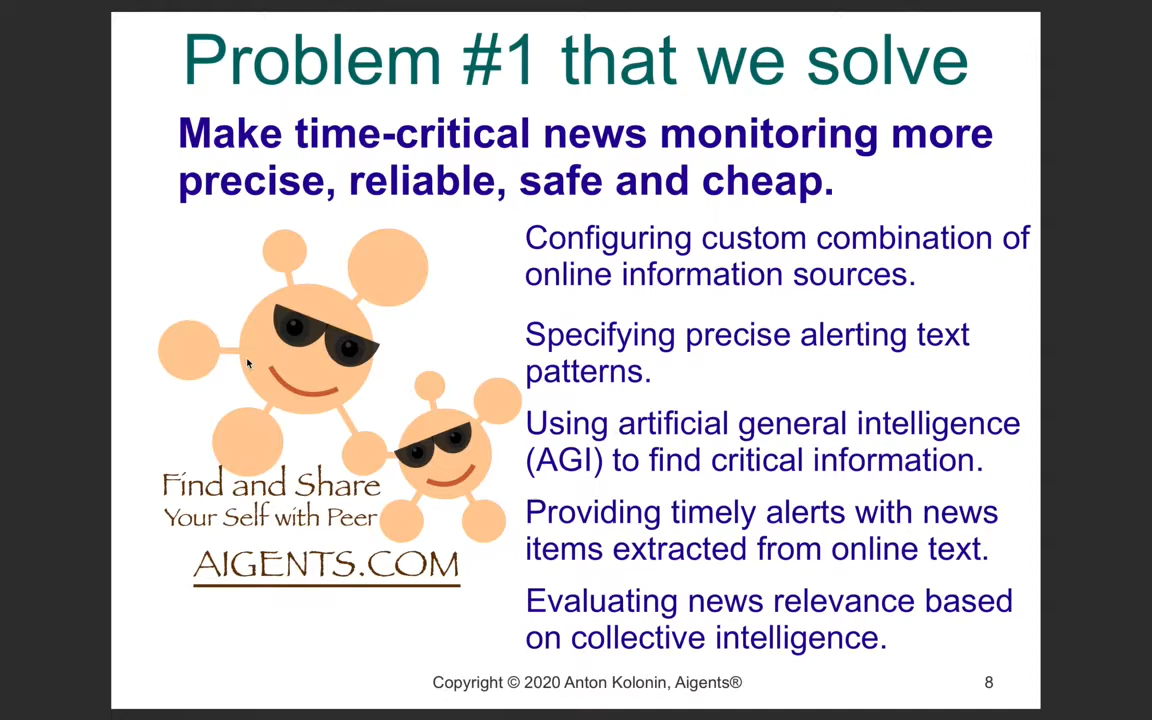 Problem #1 that we solve
Make time-critical news monitoring more
precise, reliable, safe and cheap.
Configuring custom combination of
online information sources.
Specifying precise alerting text
patterns.
Using artificial general intelligence
(AGI) to find critical information.
Providing timely alerts with news
items extracted from online text.
Evaluating news relevance based
on collective intelligence.
Find and Share
Your Self with Peer
AIGENTS.COM
Copyright © 2020 Anton Kolonin, Aigents®
8